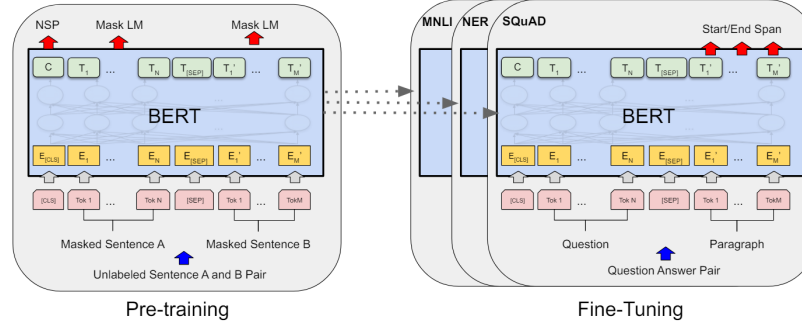 NSP Mask LM Mask LM
C T1 ... TN T[SEP] T1' ... TM'
BERT
E[CLS] E1 ... EN E[SEP] E1' ... EM'
[CLS] Tok 1 ... Tok N [SEP] Tok 1 ... TokM
Masked Sentence A Masked Sentence B
Unlabeled Sentence A and B Pair
Pre-training
MNLI NER SQuAD
Start/End Span
C T1 ... TN T[SEP] T1' ... TM'
BERT
E[CLS] E1 ... EN E[SEP] E1' ... EM'
[CLS] Tok 1 ... Tok N [SEP] Tok 1 ... TokM
Question Paragraph
Question Answer Pair
Fine-Tuning